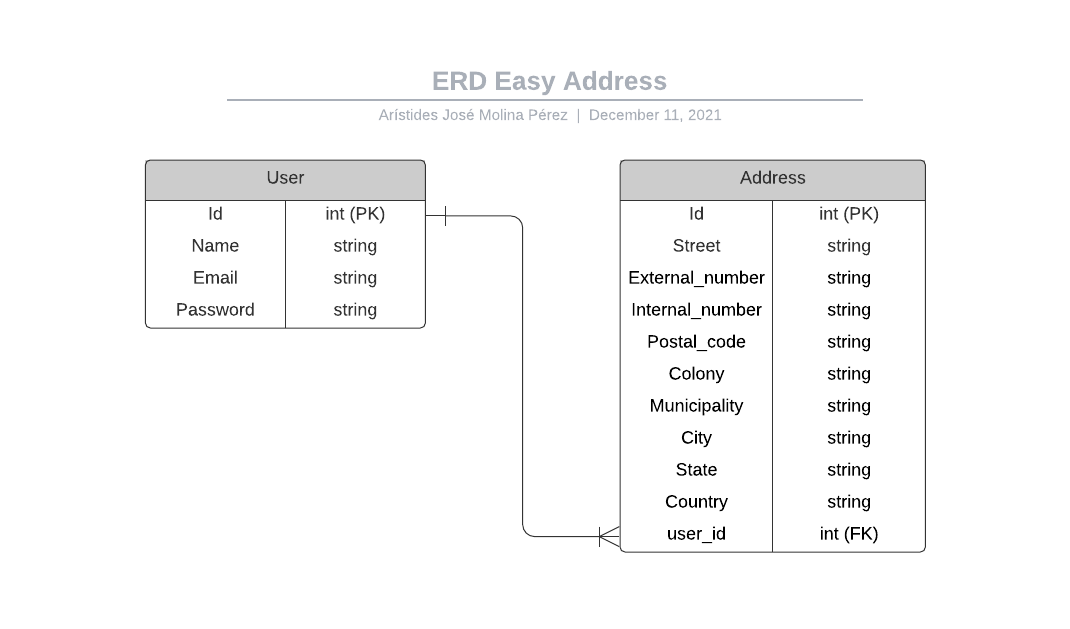 ERD Easy Address
Arístides José Molina Pérez | December 11, 2021
User
Id int (PK)
Name string
Email string
Password string
Address
Id int (PK)
Street string
External_number string
Internal_number string
Postal_code string
Colony string
Municipality string
City string
State string
Country string
user_id int (FK)